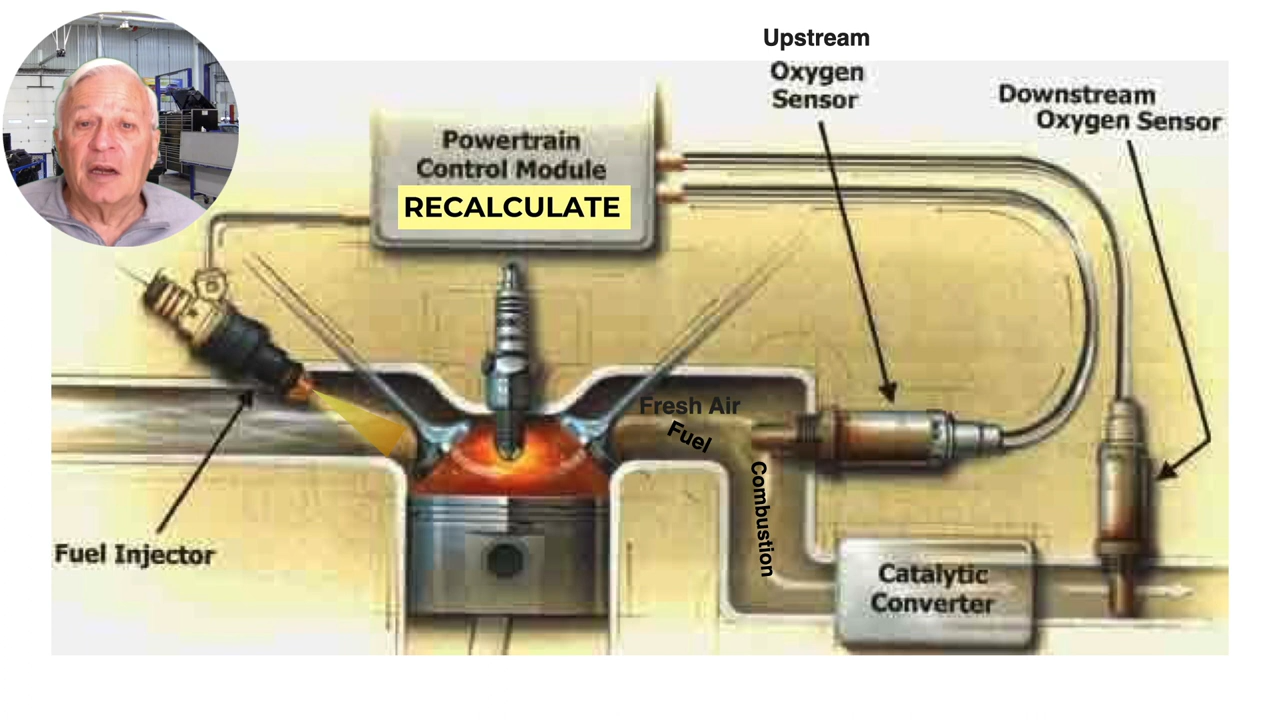 Upstream
Oxygen
Sensor
Downstream
Oxygen Sensor
Powertrain
Control Module
RECALCULATE
Fresh Air
Fuel
Combustion
Fuel Injector
Catalytic
Converter